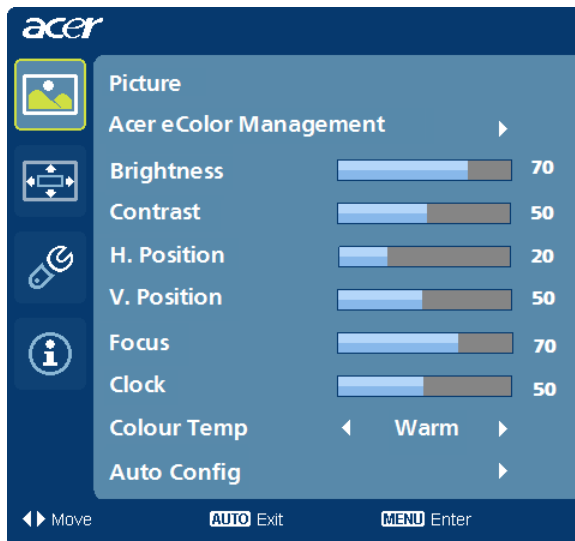 acer
Picture
Acer eColor Management
Brightness 70
Contrast 50
H. Position 20
V. Position 50
Focus 70
Clock 50
Colour Temp Warm
Auto Config
Move AUTO Exit MENU Enter